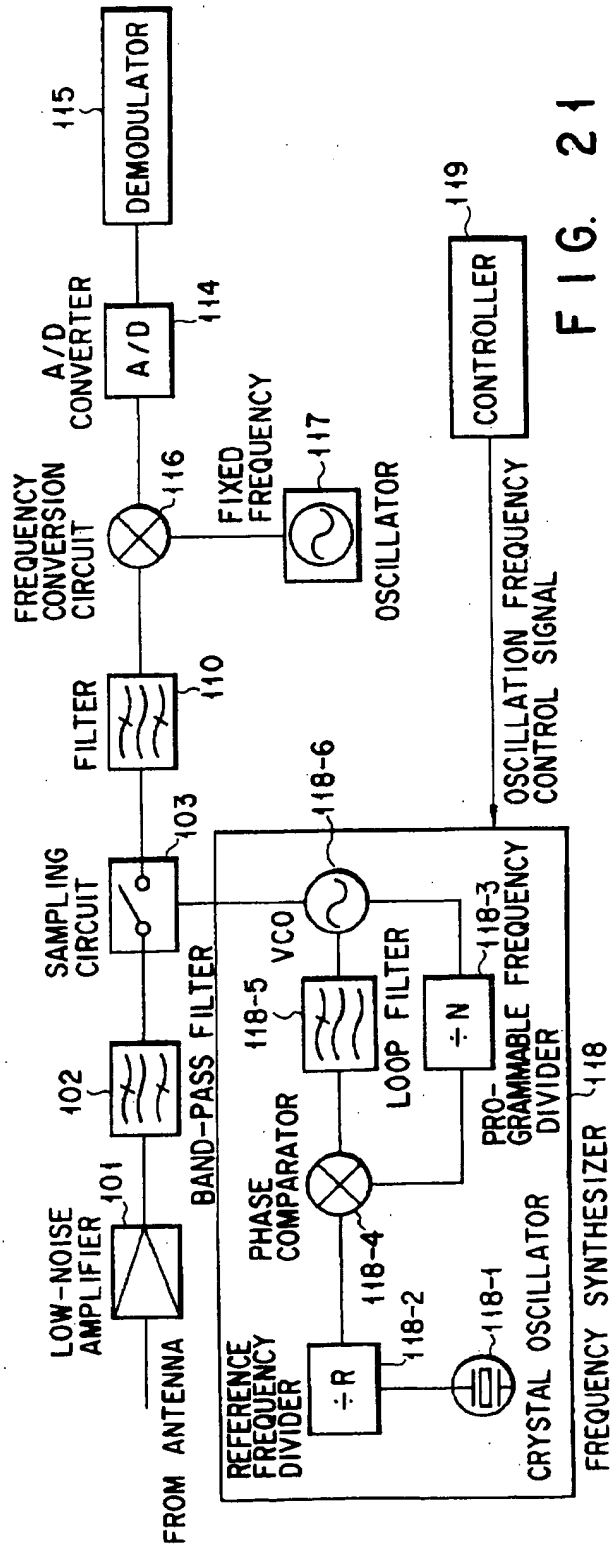 FROM ANTENNA
LOW-NOISE
AMPLIFIER
101
102
BAND-PASS FILTER
SAMPLING
CIRCUIT
103
FILTER
110
FREQUENCY
CONVERSION
CIRCUIT
116
FIXED
FREQUENCY
117
OSCILLATOR
A/D
CONVERTER
A/D
114
115
DEMODULATOR
REFERENCE
FREQUENCY
DIVIDER
÷R
118-2
118-1
CRYSTAL OSCILLATOR
PHASE
COMPARATOR
118-4
118-5
LOOP FILTER
VCO
118-6
÷N
118-3
PRO-
GRAMMABLE FREQUENCY
DIVIDER
FREQUENCY SYNTHESIZER 118
OSCILLATION FREQUENCY
CONTROL SIGNAL
119
CONTROLLER
FIG. 21